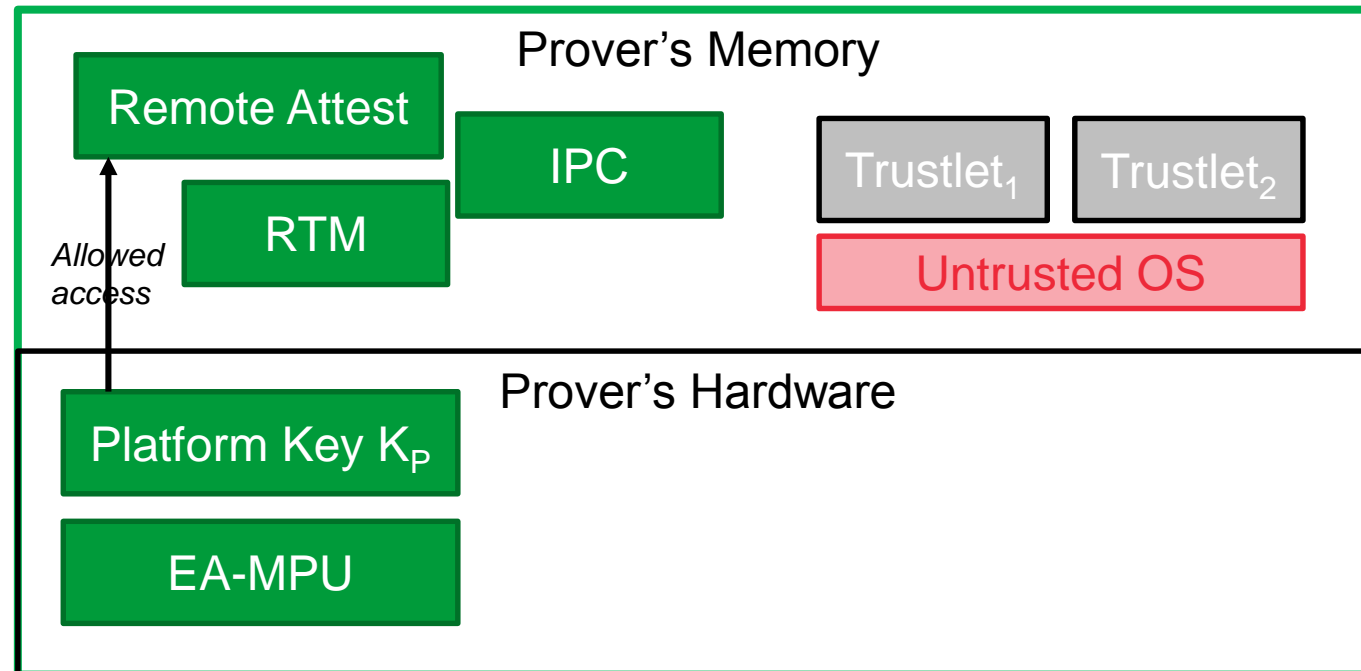 Prover’s Memory
Remote Attest
IPC
RTM
Trustlet₁
Trustlet₂
Untrusted OS
Allowed
access
Prover’s Hardware
Platform Key Kₚ
EA-MPU